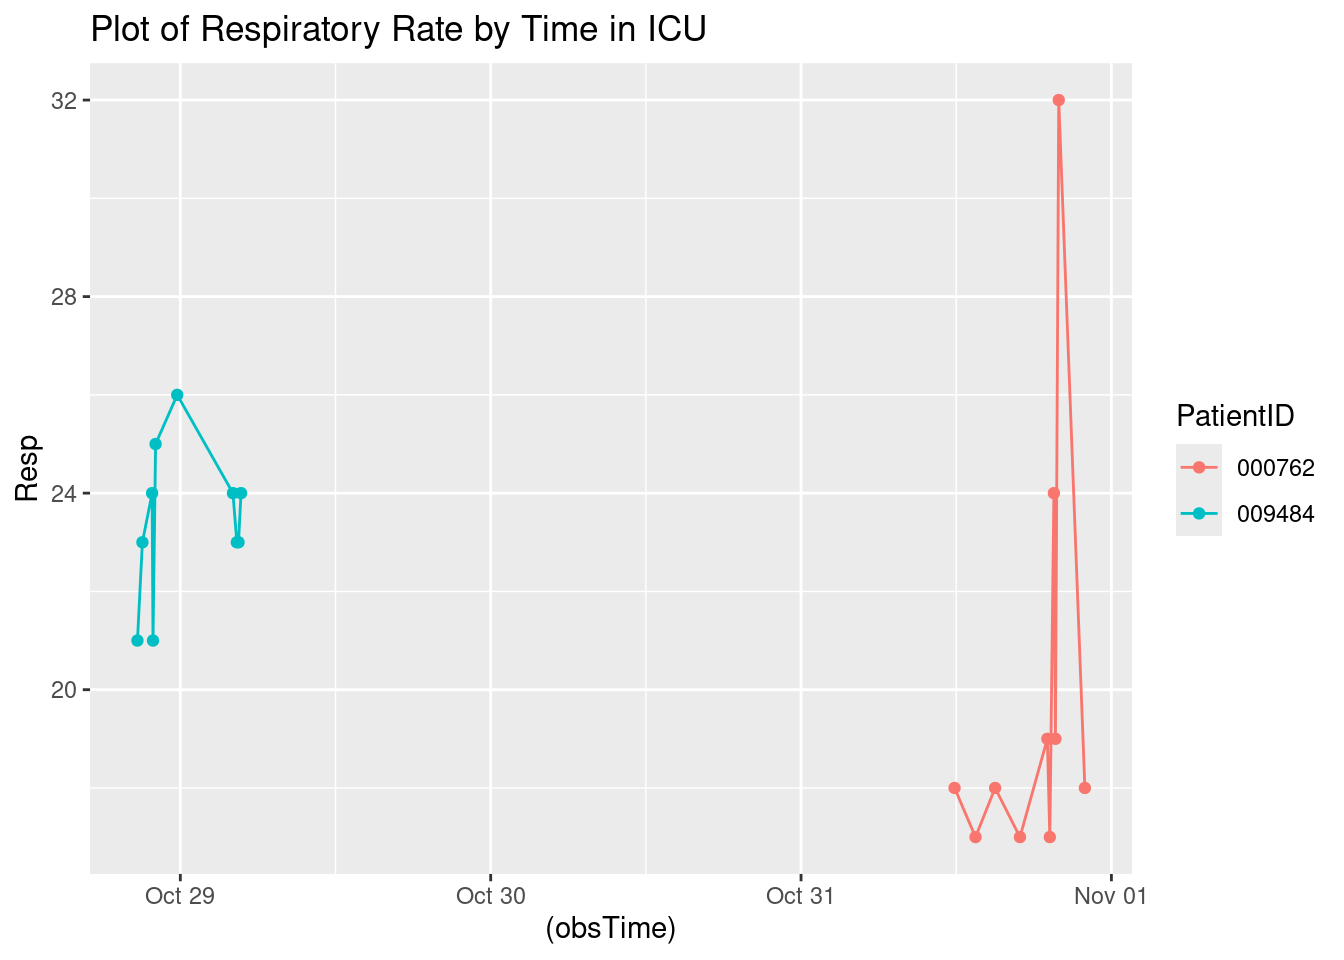 Plot of Respiratory Rate by Time in ICU
32
28
24
20
Resp
Oct 29
Oct 30
Oct 31
Nov 01
(obsTime)
PatientID
000762
009484